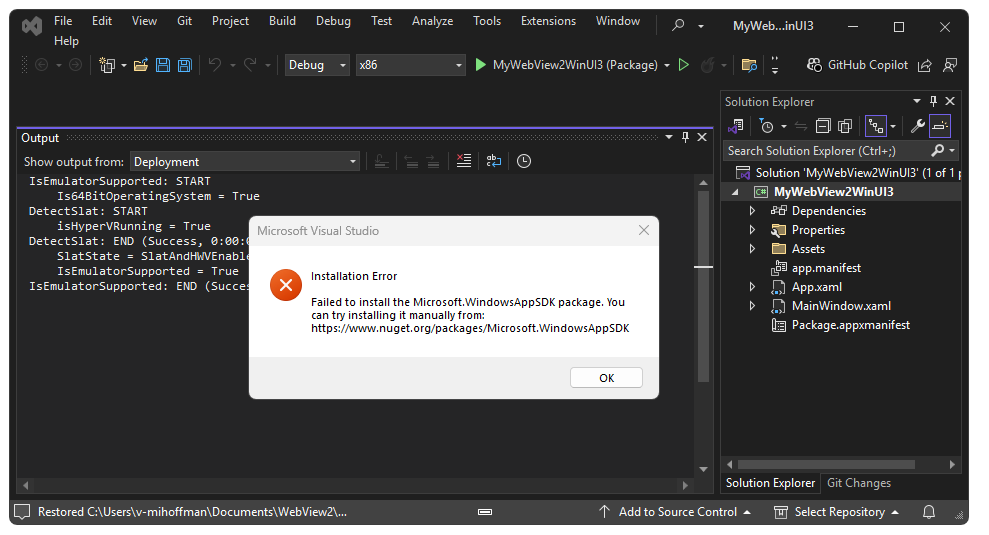 File Edit View Git Project Build Debug Test Analyze Tools Extensions Window MyWeb...inUI3
Help
Debug x86 MyWebView2WinUI3 (Package) GitHub Copilot
Output
Show output from: Deployment
IsEmulatorSupported: START
Is64BitOperatingSystem = True
DetectSlat: START
isHyperVRunning = True
DetectSlat: END (Success, 0:00:0
SlatState = SlatAndHWVEnable
IsEmulatorSupported = True
IsEmulatorSupported: END (Succes
Microsoft Visual Studio
Installation Error
Failed to install the Microsoft.WindowsAppSDK package. You
can try installing it manually from:
https://www.nuget.org/packages/Microsoft.WindowsAppSDK
OK
Solution Explorer
Search Solution Explorer (Ctrl+;)
Solution 'MyWebView2WinUI3' (1 of 1 p
C# MyWebView2WinUI3
Dependencies
Properties
Assets
app.manifest
App.xaml
MainWindow.xaml
Package.appxmanifest
Solution Explorer Git Changes
Restored C:\Users\v-mihoffman\Documents\WebView2\... Add to Source Control Select Repository